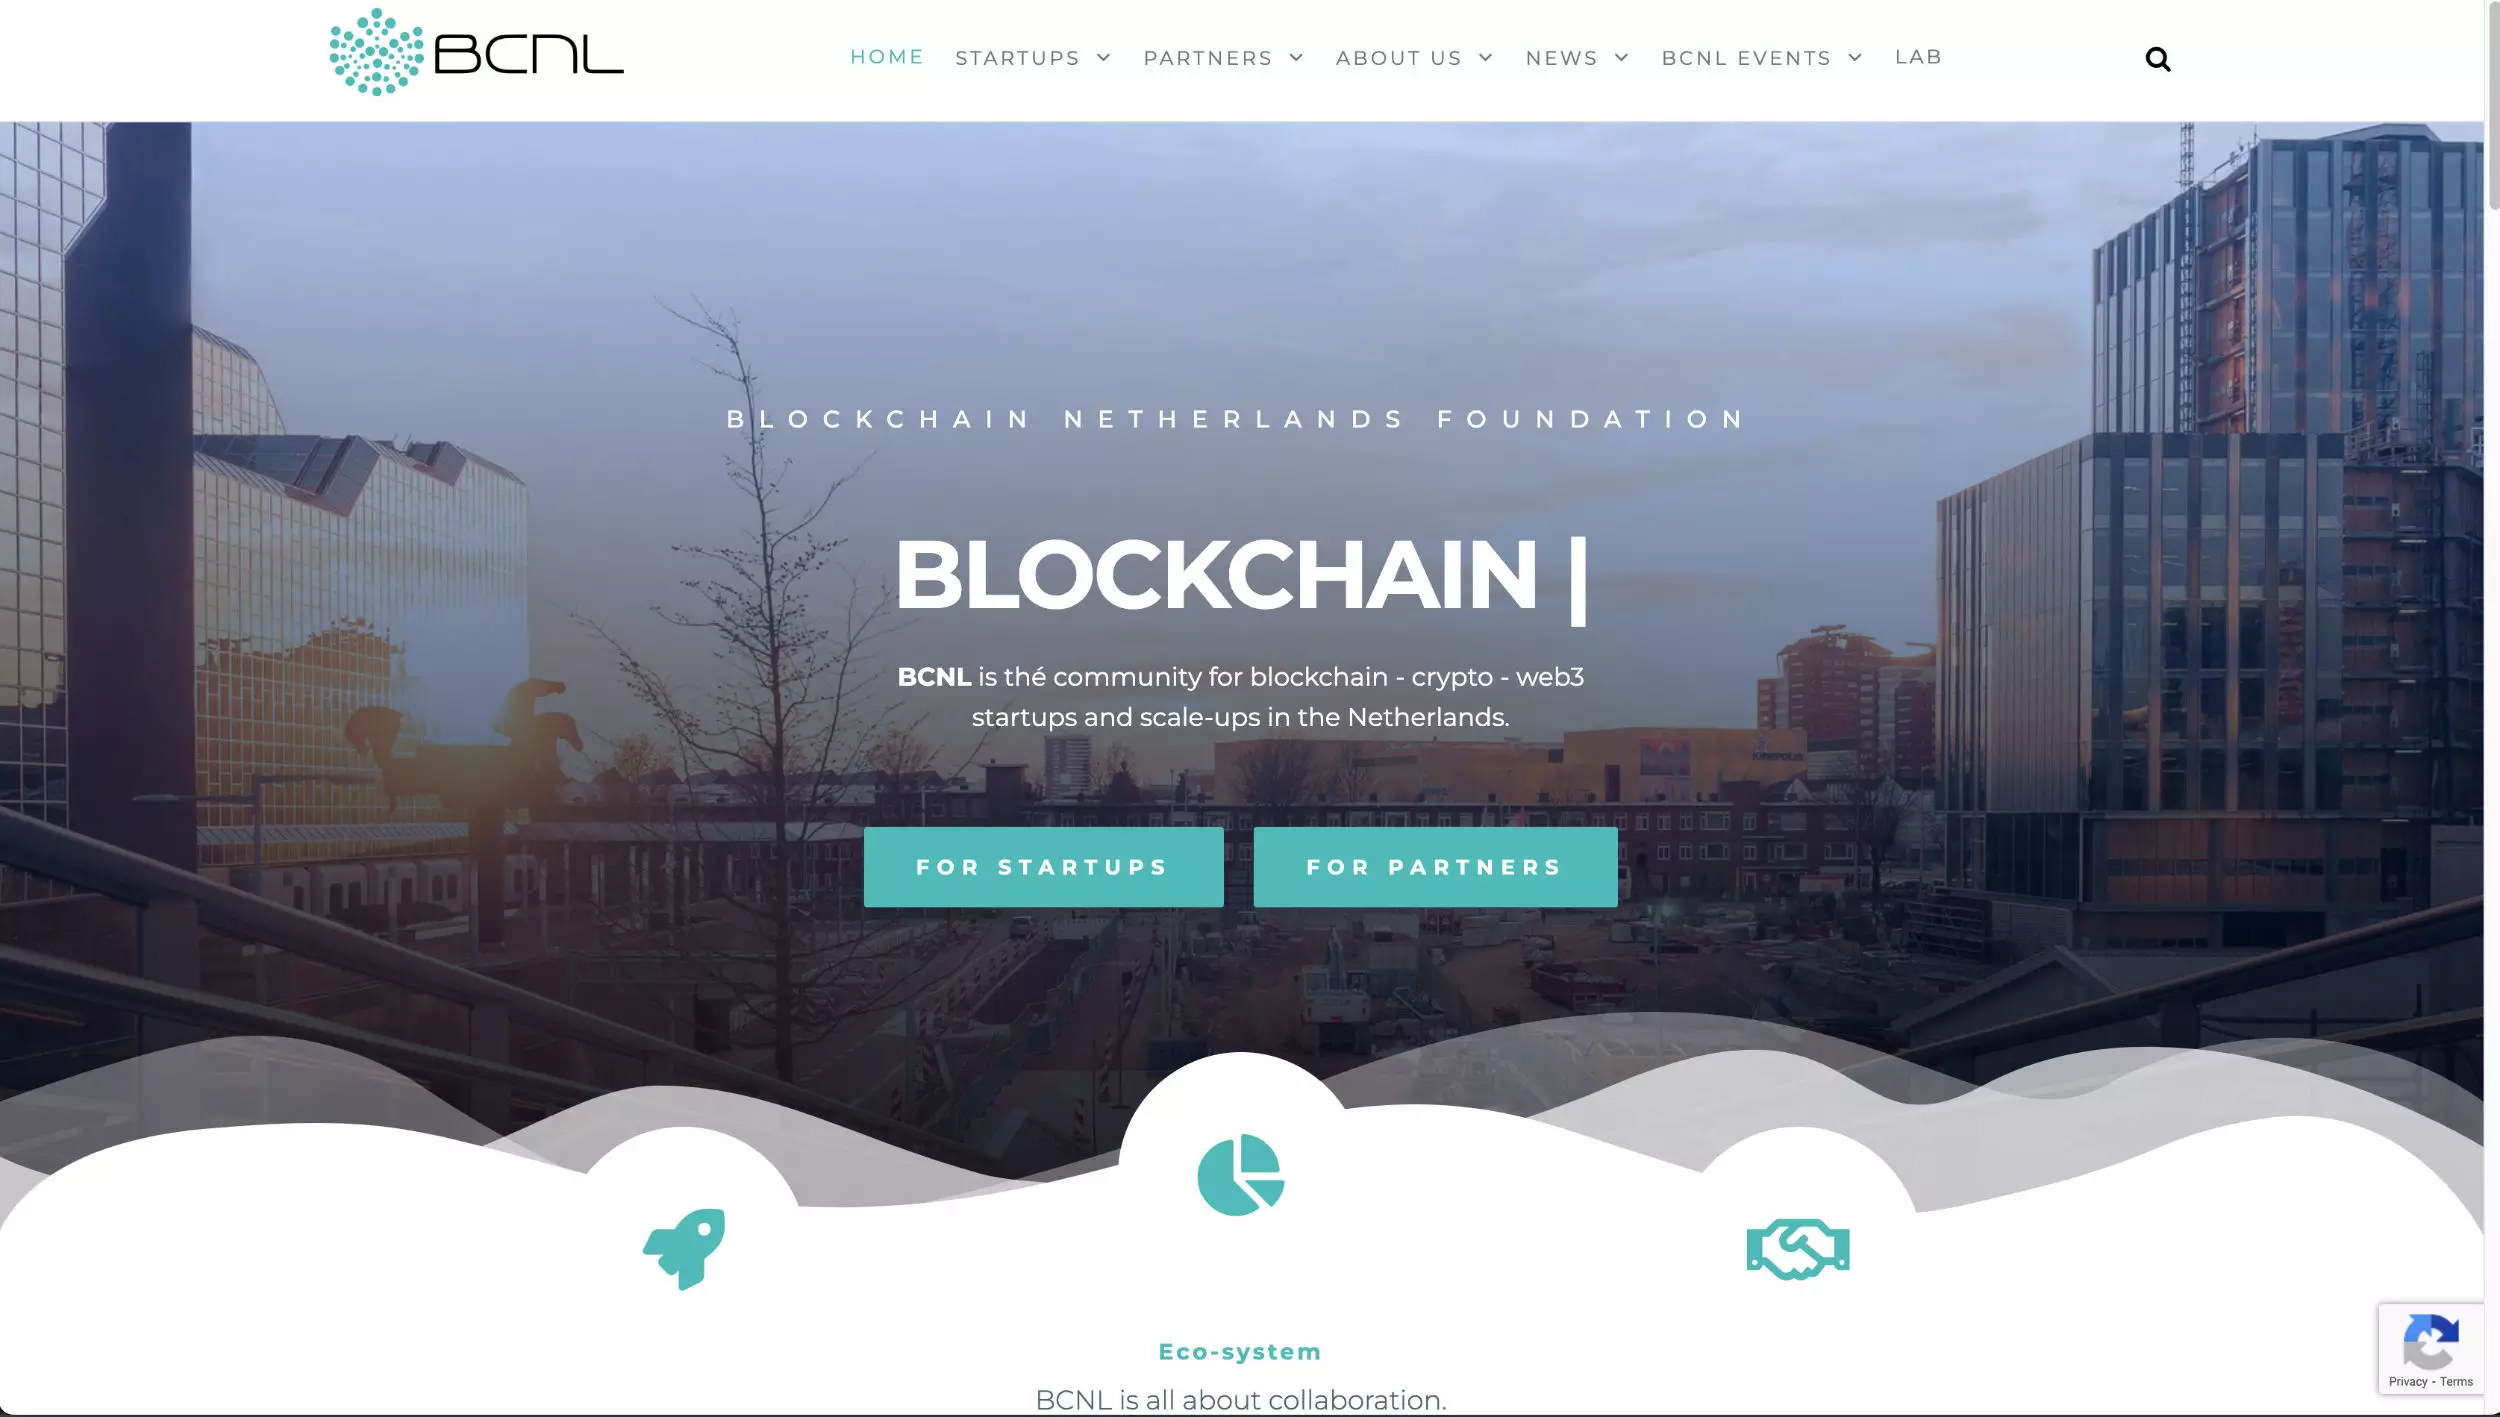 BCNL
HOME STARTUPS PARTNERS ABOUT US NEWS BCNL EVENTS LAB
BLOCKCHAIN NETHERLANDS FOUNDATION
BLOCKCHAIN |
BCNL is thé community for blockchain - crypto - web3
startups and scale-ups in the Netherlands.
FOR STARTUPS FOR PARTNERS
Eco-system
BCNL is all about collaboration.
Privacy - Terms